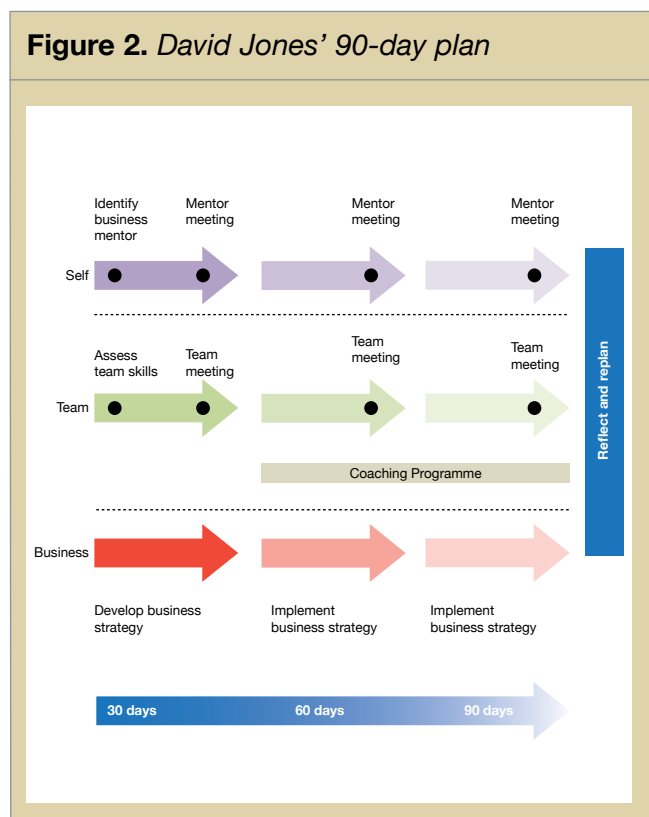 Figure 2. David Jones' 90-day plan
Identify
business
mentor
Mentor
meeting
Mentor
meeting
Mentor
meeting
Self
Assess
team skills
Team
meeting
Team
meeting
Team
meeting
Team
Coaching Programme
Business
Develop business
strategy
Implement
business strategy
Implement
business strategy
Reflect and replan
30 days
60 days
90 days